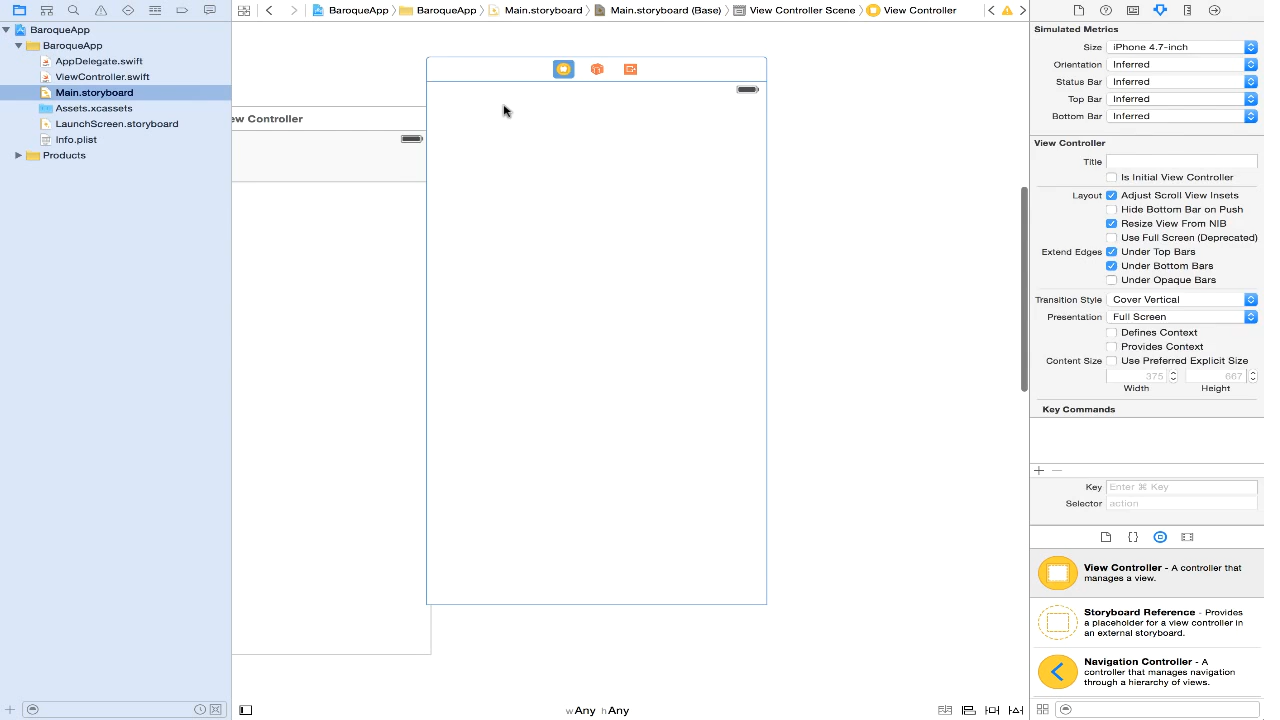 BaroqueApp
BaroqueApp
AppDelegate.swift
ViewController.swift
Main.storyboard
Assets.xcassets
LaunchScreen.storyboard
Info.plist
Products
BaroqueApp
BaroqueApp
Main.storyboard
Main.storyboard (Base)
View Controller Scene
View Controller
ew Controller
wAny hAny
Simulated Metrics
Size iPhone 4.7-inch
Orientation Inferred
Status Bar Inferred
Top Bar Inferred
Bottom Bar Inferred
View Controller
Title
Is Initial View Controller
Layout Adjust Scroll View Insets
Hide Bottom Bar on Push
Resize View From NIB
Use Full Screen (Deprecated)
Extend Edges Under Top Bars
Under Bottom Bars
Under Opaque Bars
Transition Style Cover Vertical
Presentation Full Screen
Defines Context
Provides Context
Content Size Use Preferred Explicit Size
375 667
Width Height
Key Commands
Key Enter ⌘ Key
Selector action
View Controller - A controller that
manages a view.
Storyboard Reference - Provides
a placeholder for a view controller in
an external storyboard.
Navigation Controller - A
controller that manages navigation
through a hierarchy of views.